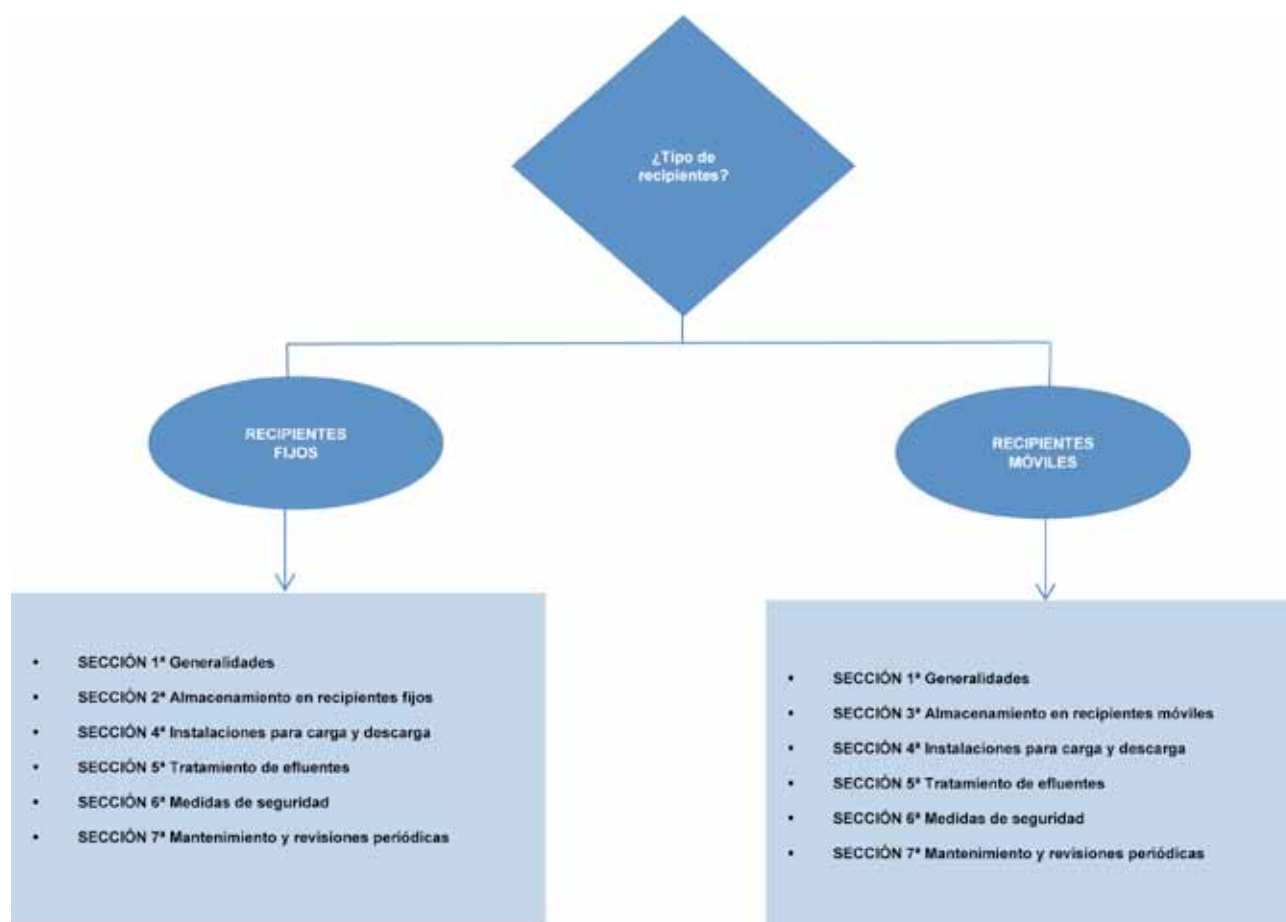 ¿Tipo de
recipientes?
RECIPIENTES
FIJOS
RECIPIENTES
MÓVILES
• SECCIÓN 1ª Generalidades
• SECCIÓN 2ª Almacenamiento en recipientes fijos
• SECCIÓN 4ª Instalaciones para carga y descarga
• SECCIÓN 5ª Tratamiento de efluentes
• SECCIÓN 6ª Medidas de seguridad
• SECCIÓN 7ª Mantenimiento y revisiones periódicas
• SECCIÓN 1ª Generalidades
• SECCIÓN 3ª Almacenamiento en recipientes móviles
• SECCIÓN 4ª Instalaciones para carga y descarga
• SECCIÓN 5ª Tratamiento de efluentes
• SECCIÓN 6ª Medidas de seguridad
• SECCIÓN 7ª Mantenimiento y revisiones periódicas